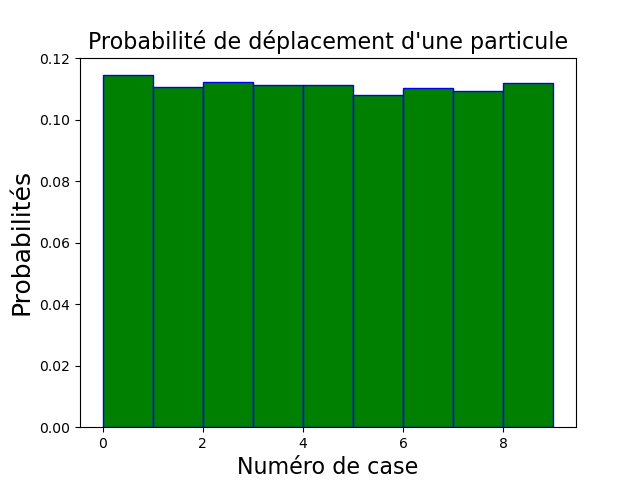 Probabilité de déplacement d'une particule
0.12
0.10
0.08
0.06
0.04
0.02
0.00
Probabilités
0 2 4 6 8
Numéro de case